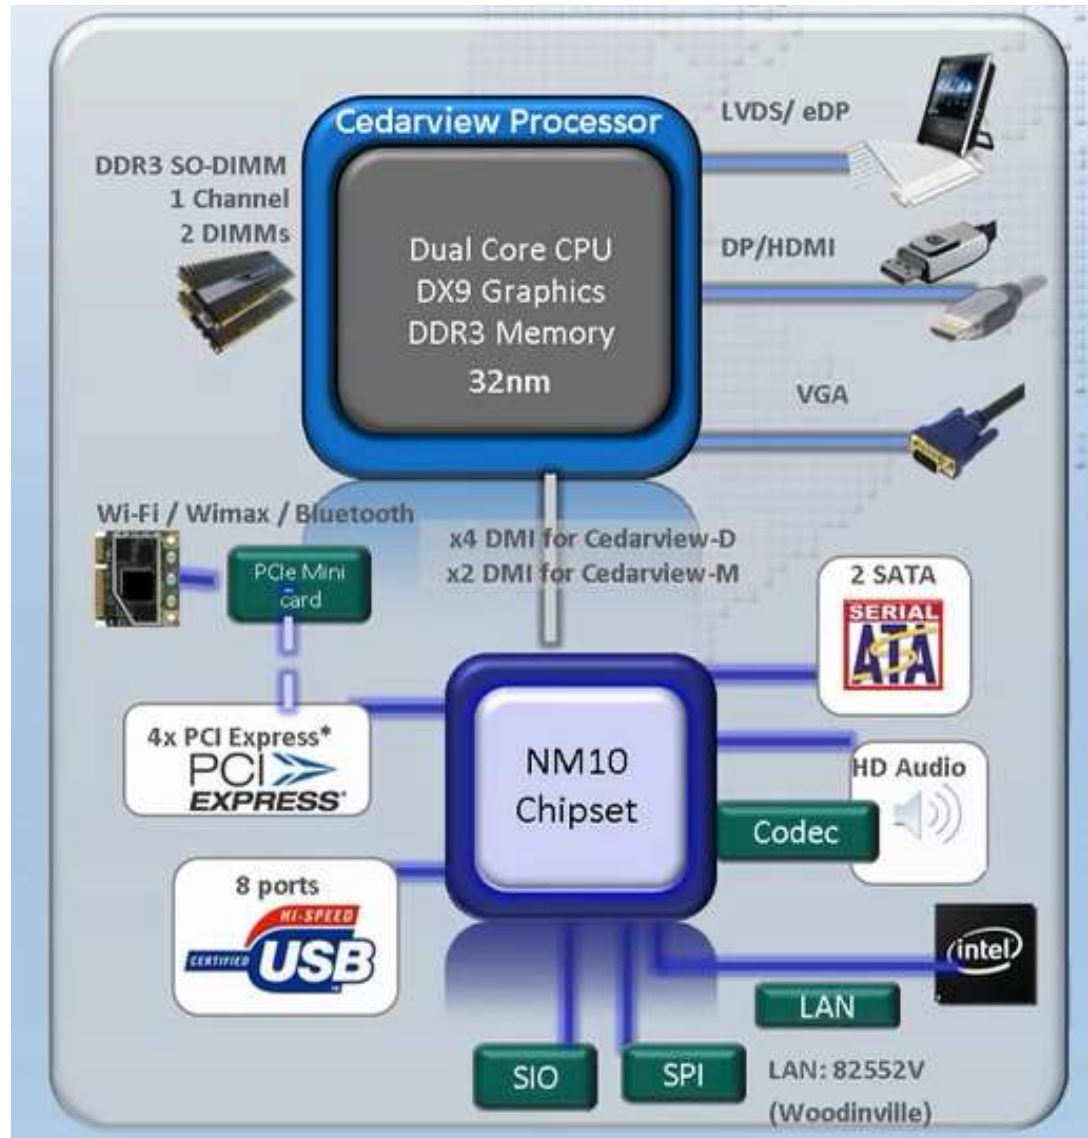 Cedarview Processor
Dual Core CPU
DX9 Graphics
DDR3 Memory
32nm
DDR3 SO-DIMM
1 Channel
2 DIMMs
LVDS/ eDP
DP/HDMI
VGA
Wi-Fi / Wimax / Bluetooth
PCIe Mini
card
x4 DMI for Cedarview-D
x2 DMI for Cedarview-M
2 SATA
SERIAL
ATA
4x PCI Express*
PCI
EXPRESS®
NM10
Chipset
HD Audio
Codec
8 ports
HI-SPEED
CERTIFIED
USB
intel
LAN
SIO
SPI
LAN: 82552V
(Woodinville)